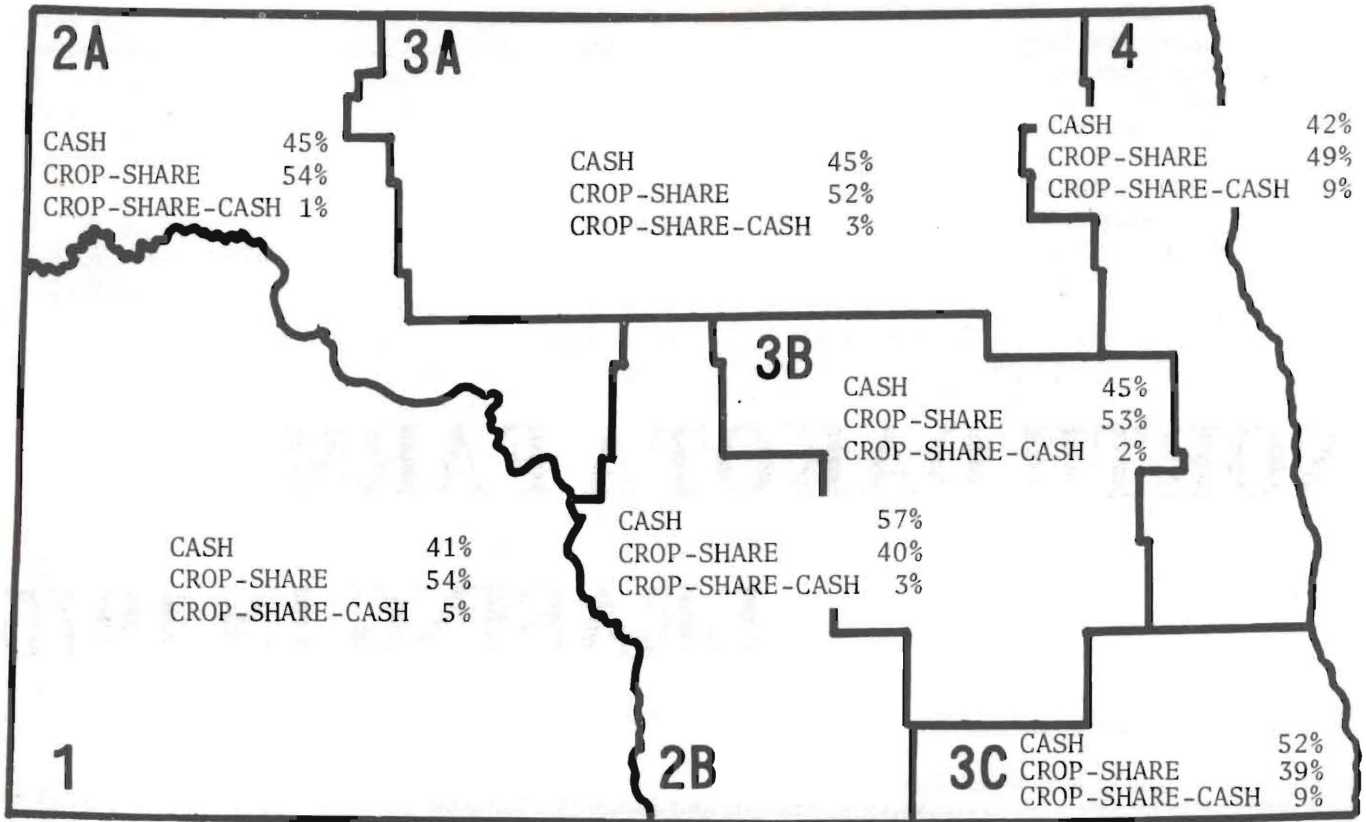 2A
CASH 45%
CROP-SHARE 54%
CROP-SHARE-CASH 1%
3A
CASH 45%
CROP-SHARE 52%
CROP-SHARE-CASH 3%
4
CASH 42%
CROP-SHARE 49%
CROP-SHARE-CASH 9%
3B
CASH 45%
CROP-SHARE 53%
CROP-SHARE-CASH 2%
CASH 41%
CROP-SHARE 54%
CROP-SHARE-CASH 5%
1
CASH 57%
CROP-SHARE 40%
CROP-SHARE-CASH 3%
2B
3C
CASH 52%
CROP-SHARE 39%
CROP-SHARE-CASH 9%